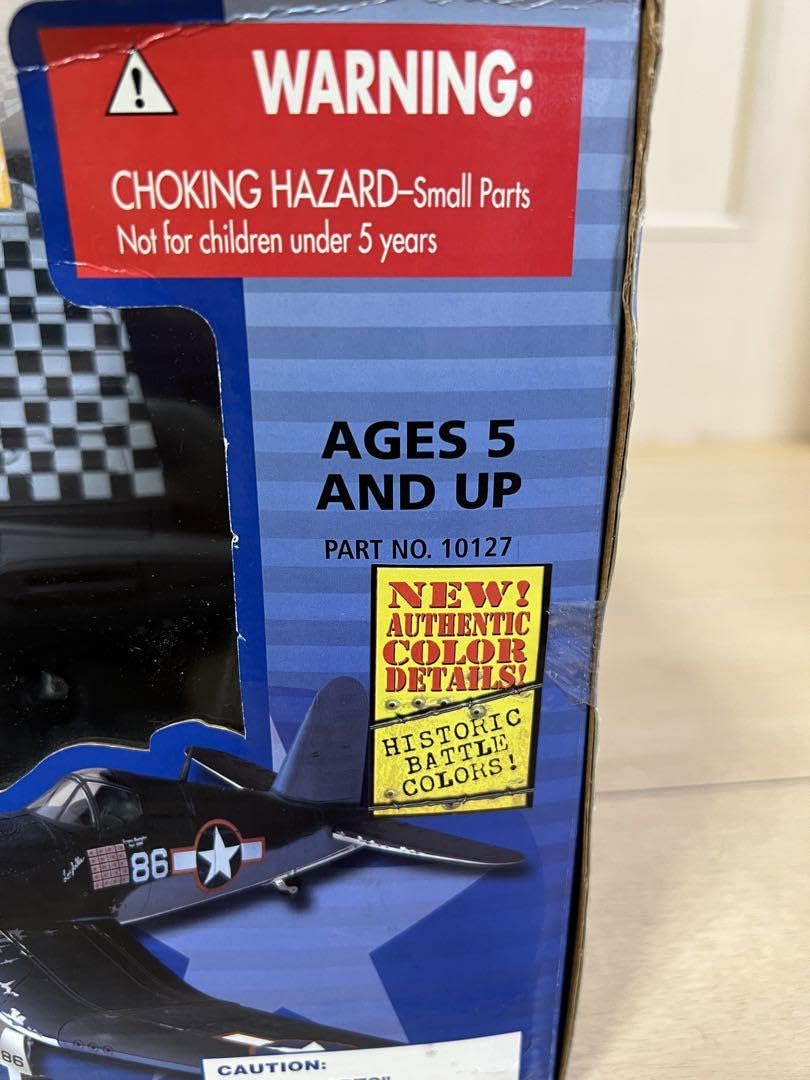 WARNING:
CHOKING HAZARD–Small Parts
Not for children under 5 years
AGES 5
AND UP
PART NO. 10127
NEW!
AUTHENTIC
COLOR
DETAILS!
HISTORIC
BATTLE
COLORS!
86
86
CAUTION: